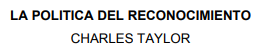 LA POLITICA DEL RECONOCIMIENTO
CHARLES TAYLOR